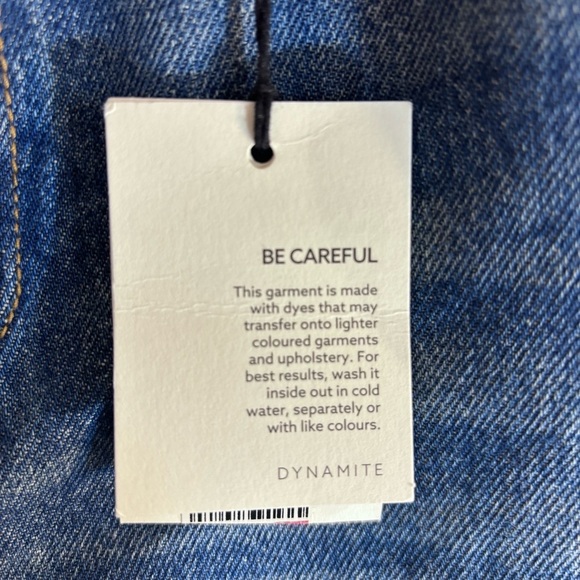 BE CAREFUL
This garment is made
with dyes that may
transfer onto lighter
coloured garments
and upholstery. For
best results, wash it
inside out in cold
water, separately or
with like colours.
DYNAMITE